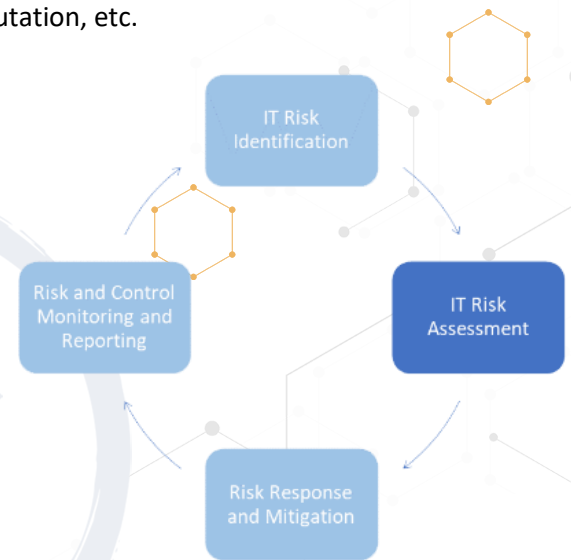 utation, etc.
IT Risk
Identification
Risk and Control
Monitoring and
Reporting
IT Risk
Assessment
Risk Response
and Mitigation